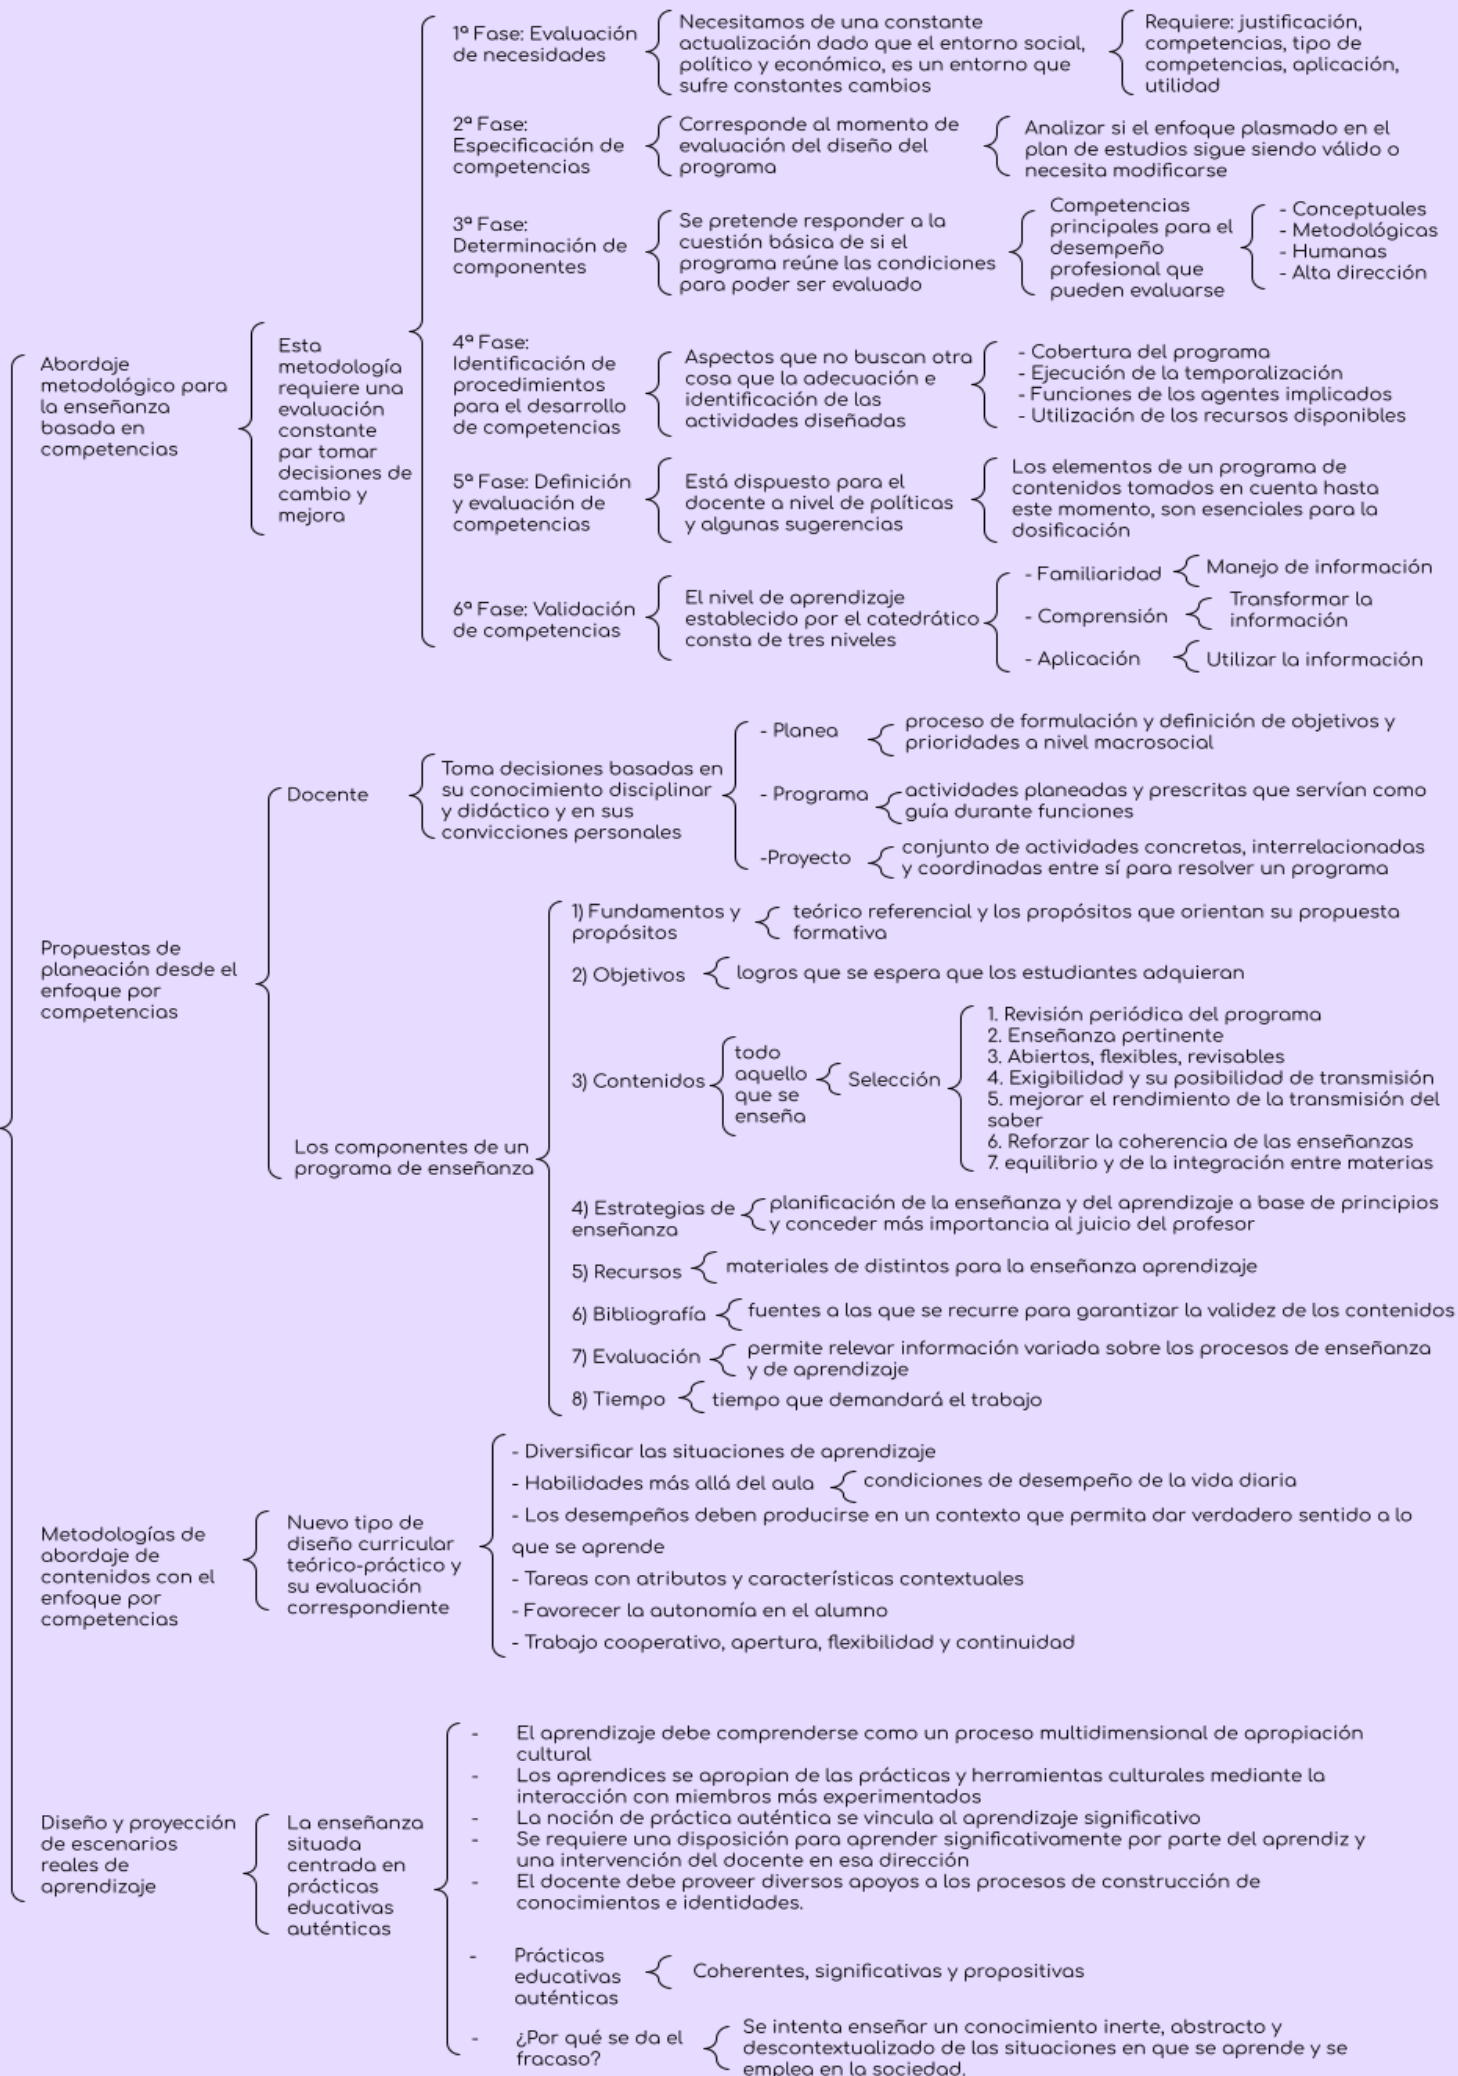 Abordaje
metodológico para
la enseñanza
basada en
competencias
Esta
metodología
requiere una
evaluación
constante
par tomar
decisiones de
cambio y
mejora
1ª Fase: Evaluación
de necesidades
Necesitamos de una constante
actualización dado que el entorno social,
político y económico, es un entorno que
sufre constantes cambios
Requiere: justificación,
competencias, tipo de
competencias, aplicación,
utilidad
2ª Fase:
Especificación de
competencias
Corresponde al momento de
evaluación del diseño del
programa
Analizar si el enfoque plasmado en el
plan de estudios sigue siendo válido o
necesita modificarse
3ª Fase:
Determinación de
componentes
Se pretende responder a la
cuestión básica de si el
programa reúne las condiciones
para poder ser evaluado
Competencias
principales para el
desempeño
profesional que
pueden evaluarse
- Conceptuales
- Metodológicas
- Humanas
- Alta dirección
4ª Fase:
Identificación de
procedimientos
para el desarrollo
de competencias
Aspectos que no buscan otra
cosa que la adecuación e
identificación de las
actividades diseñadas
- Cobertura del programa
- Ejecución de la temporalización
- Funciones de los agentes implicados
- Utilización de los recursos disponibles
5ª Fase: Definición
y evaluación de
competencias
Está dispuesto para el
docente a nivel de políticas
y algunas sugerencias
Los elementos de un programa de
contenidos tomados en cuenta hasta
este momento, son esenciales para la
dosificación
6ª Fase: Validación
de competencias
El nivel de aprendizaje
establecido por el catedrático
consta de tres niveles
- Familiaridad
Manejo de información
- Comprensión
Transformar la
información
- Aplicación
Utilizar la información
Propuestas de
planeación desde el
enfoque por
competencias
Docente
Toma decisiones basadas en
su conocimiento disciplinar
y didáctico y en sus
convicciones personales
- Planea
proceso de formulación y definición de objetivos y
prioridades a nivel macrosocial
- Programa
actividades planeadas y prescritas que servían como
guía durante funciones
-Proyecto
conjunto de actividades concretas, interrelacionadas
y coordinadas entre sí para resolver un programa
Los componentes de un
programa de enseñanza
1) Fundamentos y
propósitos
teórico referencial y los propósitos que orientan su propuesta
formativa
2) Objetivos
logros que se espera que los estudiantes adquieran
3) Contenidos
todo
aquello
que se
enseña
Selección
1. Revisión periódica del programa
2. Enseñanza pertinente
3. Abiertos, flexibles, revisables
4. Exigibilidad y su posibilidad de transmisión
5. mejorar el rendimiento de la transmisión del
saber
6. Reforzar la coherencia de las enseñanzas
7. equilibrio y de la integración entre materias
4) Estrategias de
enseñanza
planificación de la enseñanza y del aprendizaje a base de principios
y conceder más importancia al juicio del profesor
5) Recursos
materiales de distintos para la enseñanza aprendizaje
6) Bibliografía
fuentes a las que se recurre para garantizar la validez de los contenidos
7) Evaluación
permite relevar información variada sobre los procesos de enseñanza
y de aprendizaje
8) Tiempo
tiempo que demandará el trabajo
Metodologías de
abordaje de
contenidos con el
enfoque por
competencias
Nuevo tipo de
diseño curricular
teórico-práctico y
su evaluación
correspondiente
- Diversificar las situaciones de aprendizaje
- Habilidades más allá del aula
condiciones de desempeño de la vida diaria
- Los desempeños deben producirse en un contexto que permita dar verdadero sentido a lo
que se aprende
- Tareas con atributos y características contextuales
- Favorecer la autonomía en el alumno
- Trabajo cooperativo, apertura, flexibilidad y continuidad
Diseño y proyección
de escenarios
reales de
aprendizaje
La enseñanza
situada
centrada en
prácticas
educativas
auténticas
- El aprendizaje debe comprenderse como un proceso multidimensional de apropiación
cultural
- Los aprendices se apropian de las prácticas y herramientas culturales mediante la
interacción con miembros más experimentados
- La noción de práctica auténtica se vincula al aprendizaje significativo
- Se requiere una disposición para aprender significativamente por parte del aprendiz y
una intervención del docente en esa dirección
- El docente debe proveer diversos apoyos a los procesos de construcción de
conocimientos e identidades.
- Prácticas
educativas
auténticas
Coherentes, significativas y propositivas
- ¿Por qué se da el
fracaso?
Se intenta enseñar un conocimiento inerte, abstracto y
descontextualizado de las situaciones en que se aprende y se
emplea en la sociedad.